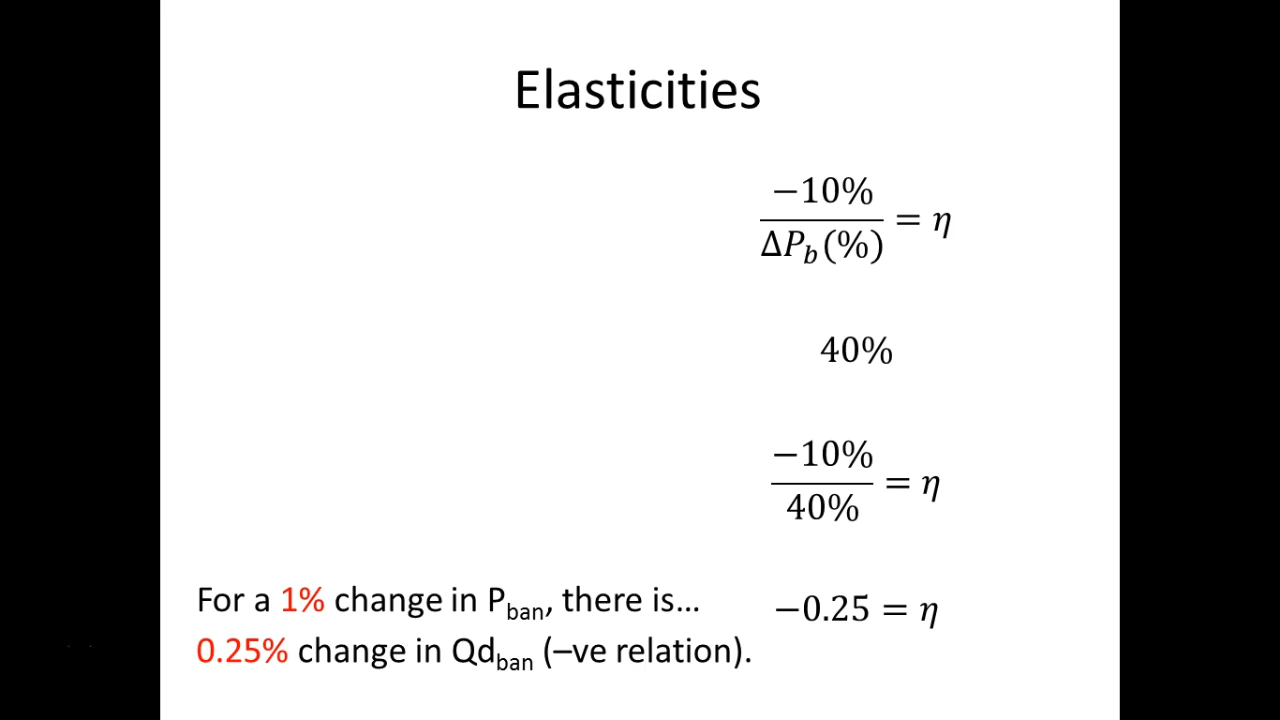 Elasticities
−10%
ΔP_b(%) = η
40%
−10%
40% = η
For a 1% change in P_ban, there is...
−0.25 = η
0.25% change in Qd_ban (–ve relation).